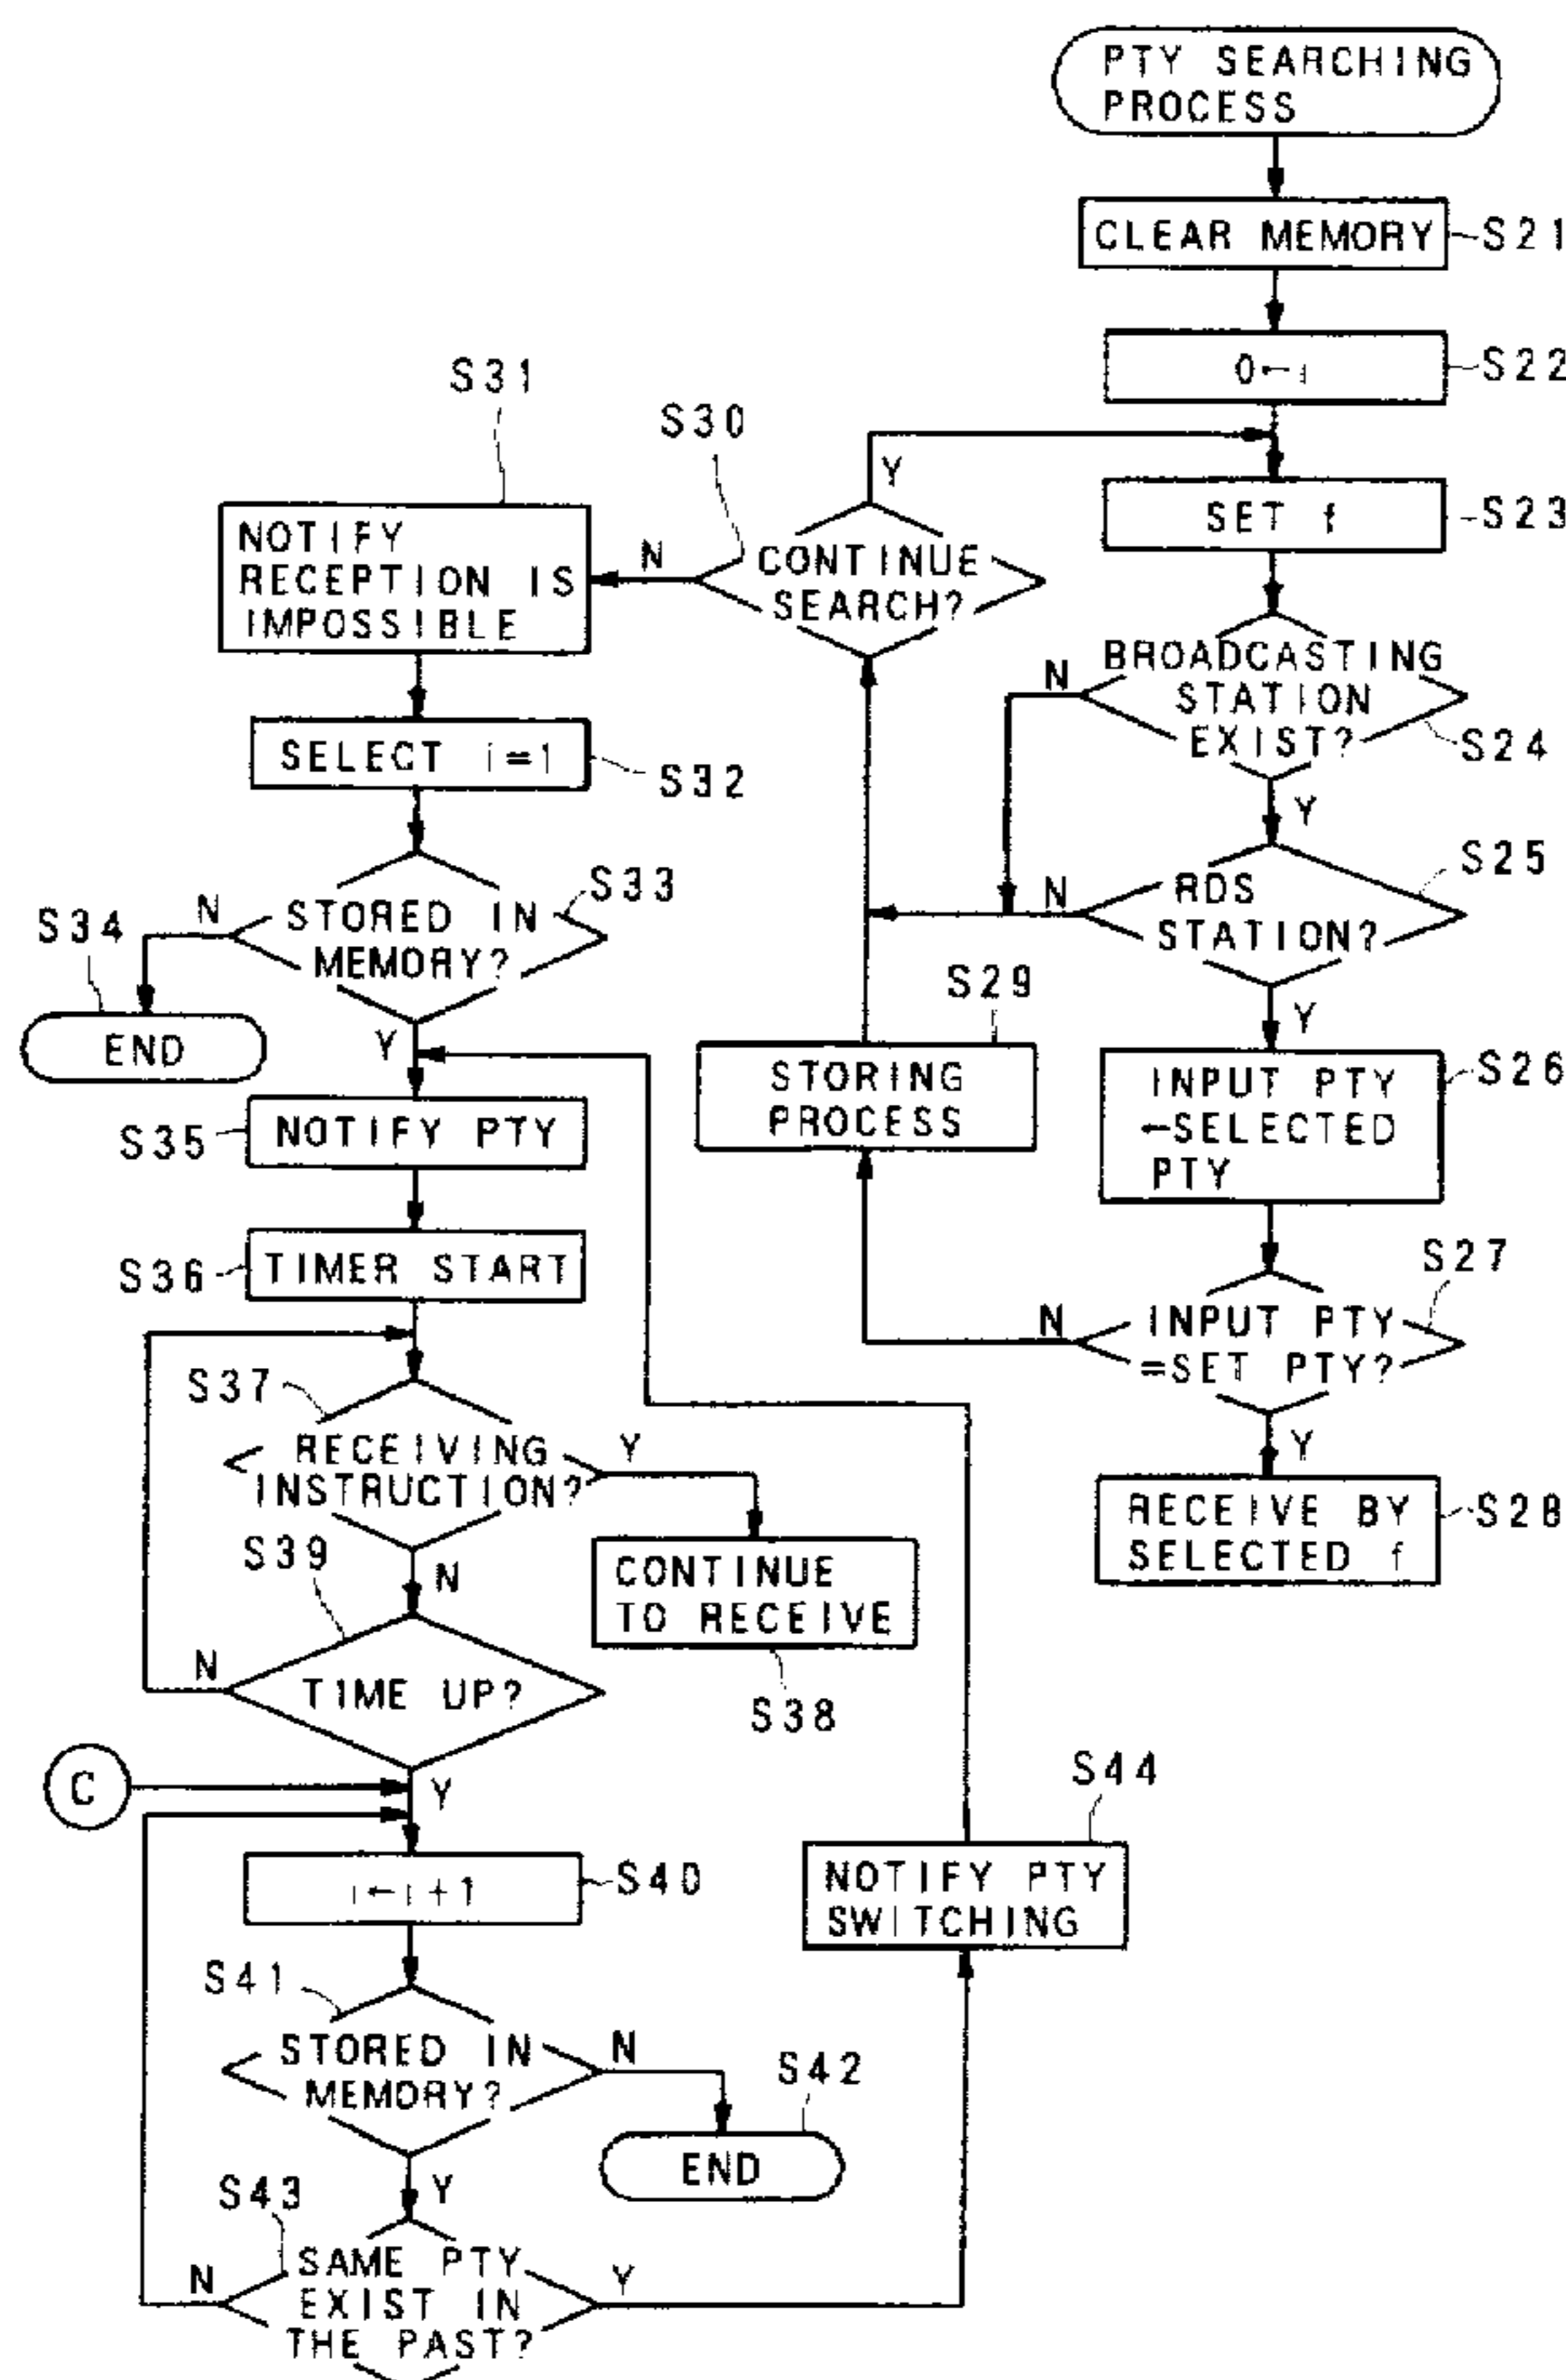 PTY SEARCHING
PROCESS
CLEAR MEMORY
S21
0←i
S22
SET f
S23
BROADCASTING
STATION
EXIST?
S24
N
Y
RDS
STATION?
S25
N
Y
INPUT PTY
←SELECTED
PTY
S26
INPUT PTY
=SET PTY?
S27
N
Y
RECEIVE BY
SELECTED f
S28
STORING
PROCESS
S29
CONTINUE
SEARCH?
S30
Y
N
NOTIFY
RECEPTION IS
IMPOSSIBLE
S31
SELECT i=1
S32
STORED IN
MEMORY?
S33
N
Y
END
S34
NOTIFY PTY
S35
TIMER START
S36
RECEIVING
INSTRUCTION?
S37
Y
N
CONTINUE
TO RECEIVE
S38
TIME UP?
S39
N
Y
C
i←i+1
S40
STORED IN
MEMORY?
S41
N
Y
END
S42
SAME PTY
EXIST IN
THE PAST?
S43
N
Y
NOTIFY PTY
SWITCHING
S44